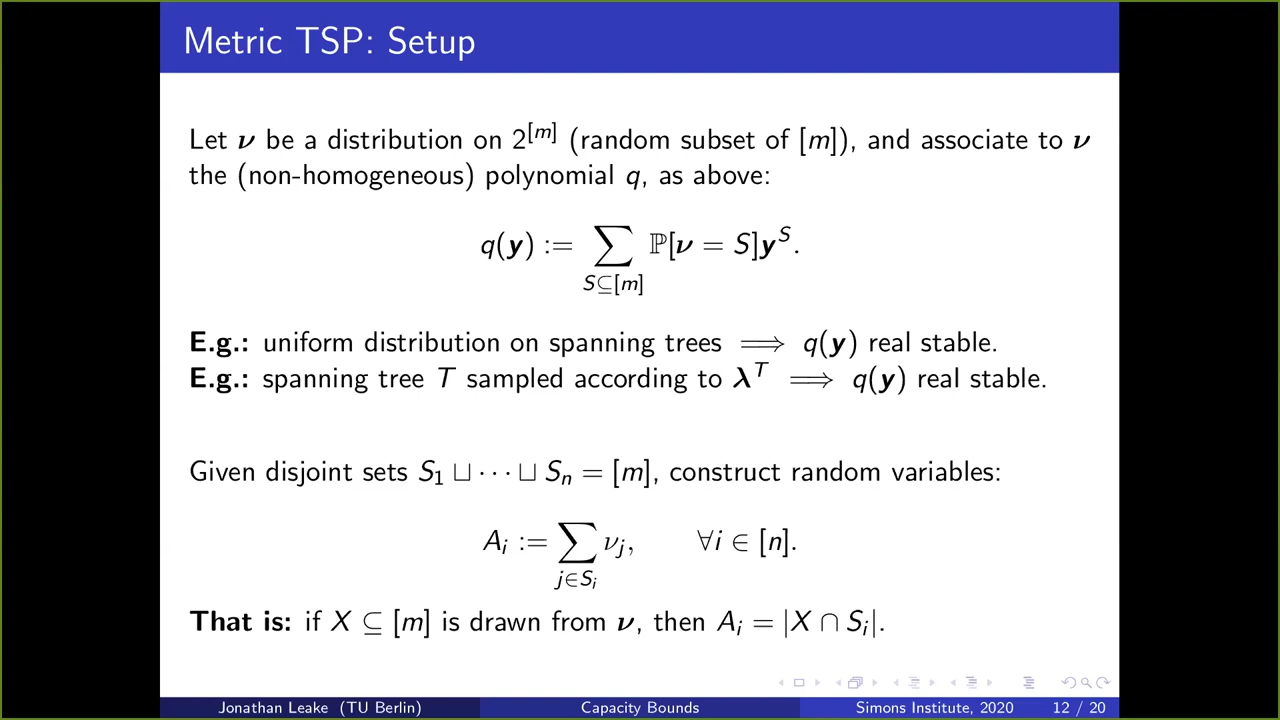 Metric TSP: Setup
Let ν be a distribution on 2^[m] (random subset of [m]), and associate to ν
the (non-homogeneous) polynomial q, as above:
q(y) := ∑_{S⊆[m]} ℙ[ν = S]y^S.
E.g.: uniform distribution on spanning trees ⟹ q(y) real stable.
E.g.: spanning tree T sampled according to λ^T ⟹ q(y) real stable.
Given disjoint sets S_1 ⊔ ··· ⊔ S_n = [m], construct random variables:
A_i := ∑_{j∈S_i} ν_j, ∀i ∈ [n].
That is: if X ⊆ [m] is drawn from ν, then A_i = |X ∩ S_i|.
Jonathan Leake (TU Berlin) Capacity Bounds Simons Institute, 2020 12 / 20